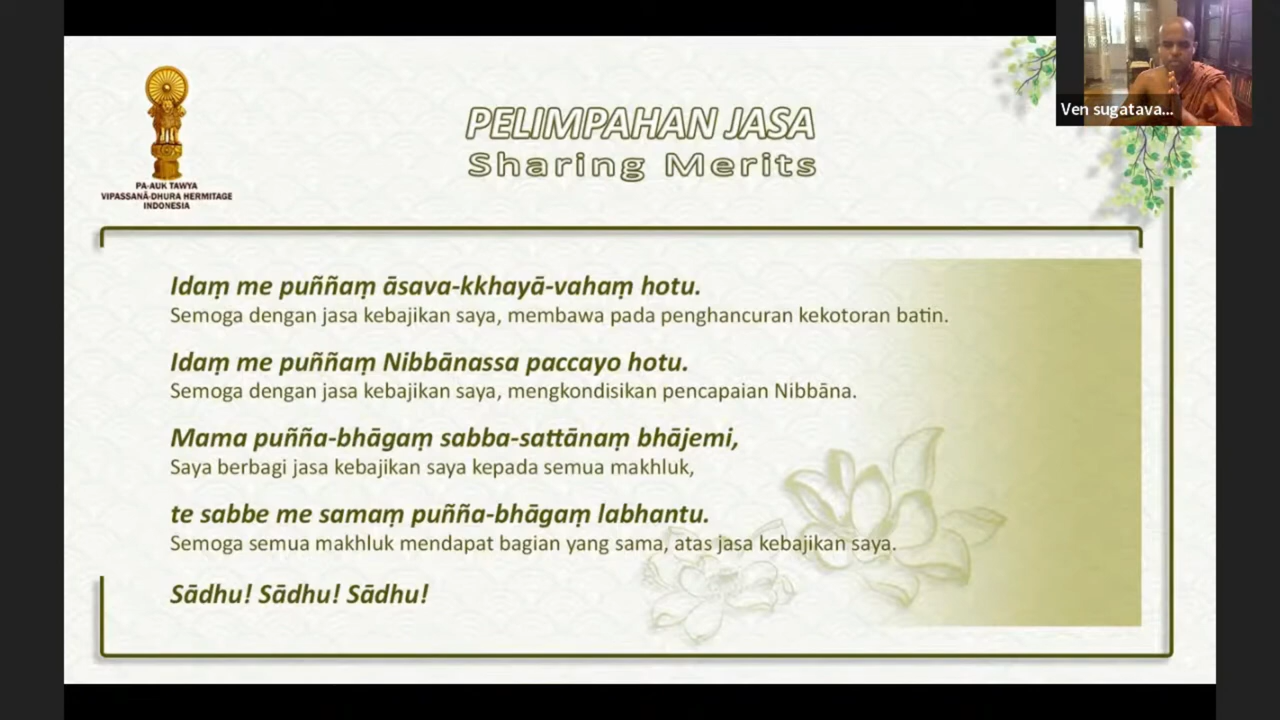 PA-AUK TAWYA
VIPASSANĀ-DHURA HERMITAGE
INDONESIA
PELIMPAHAN JASA
Sharing Merits
Ven sugatava...
Idaṃ me puññaṃ āsava-kkhayā-vahaṃ hotu.
Semoga dengan jasa kebajikan saya, membawa pada penghancuran kekotoran batin.
Idaṃ me puññaṃ Nibbānassa paccayo hotu.
Semoga dengan jasa kebajikan saya, mengkondisikan pencapaian Nibbāna.
Mama puñña-bhāgaṃ sabba-sattānaṃ bhājemi,
Saya berbagi jasa kebajikan saya kepada semua makhluk,
te sabbe me samaṃ puñña-bhāgaṃ labhantu.
Semoga semua makhluk mendapat bagian yang sama, atas jasa kebajikan saya.
Sādhu! Sādhu! Sādhu!